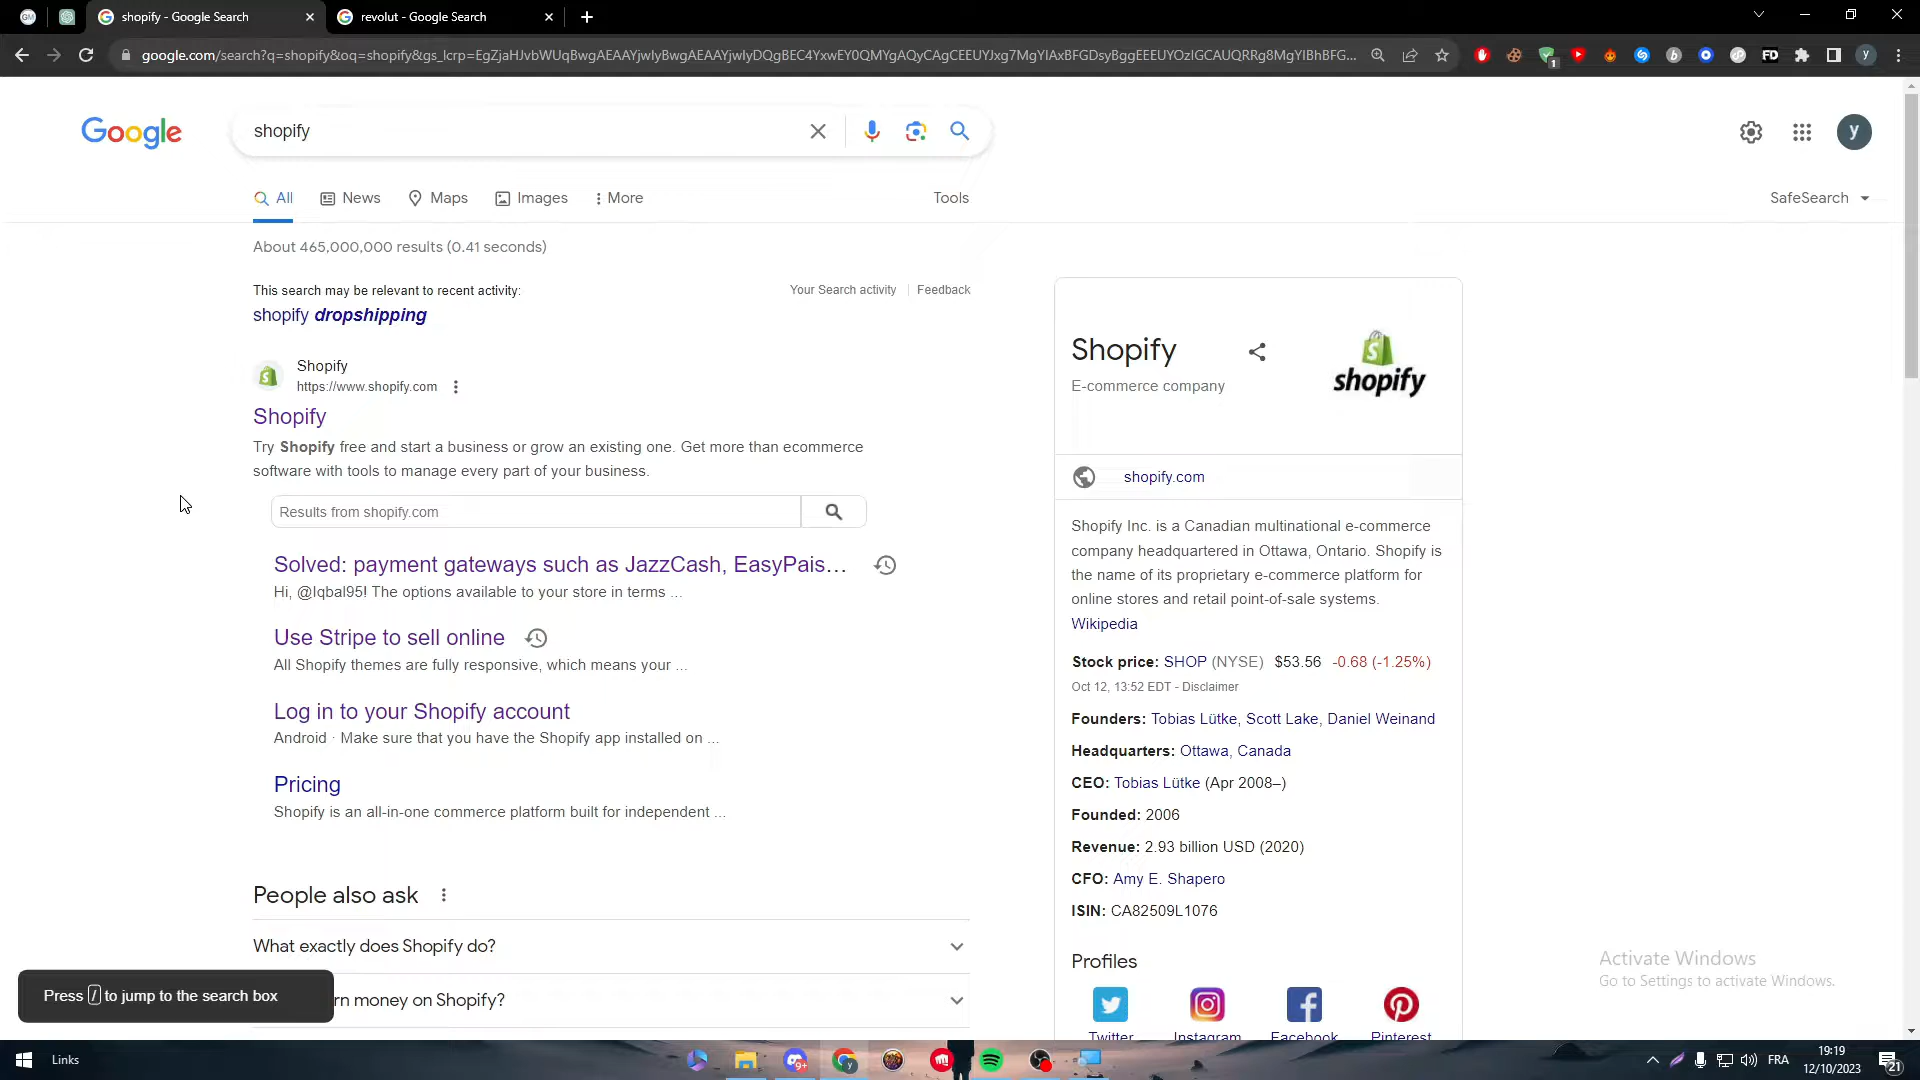 shopify - Google Search
revolut - Google Search
google.com/search?q=shopify&oq=shopify&gs_lcrp=EgZjaHJvbWUqBwgAEAAYjwIyBwgAEAAYjwIyDQgBEC4YxwEY0QMYgAQyCAgCEEUYJxg7MgYIAxBFGDsyBggEEEUYOzIGCAUQRRg8MgYIBhBFG...
1
FD
y
Google
shopify
y
All
News
Maps
Images
More
Tools
SafeSearch
About 465,000,000 results (0.41 seconds)
This search may be relevant to recent activity:
Your Search activity
Feedback
shopify dropshipping
Shopify
https://www.shopify.com
Shopify
Try Shopify free and start a business or grow an existing one. Get more than ecommerce
software with tools to manage every part of your business.
Results from shopify.com
Solved: payment gateways such as JazzCash, EasyPais...
Hi, @Iqbal95! The options available to your store in terms ...
Use Stripe to sell online
All Shopify themes are fully responsive, which means your ...
Log in to your Shopify account
Android · Make sure that you have the Shopify app installed on ...
Pricing
Shopify is an all-in-one commerce platform built for independent ...
People also ask
What exactly does Shopify do?
rn money on Shopify?
Press / to jump to the search box
Shopify
E-commerce company
shopify
shopify.com
Shopify Inc. is a Canadian multinational e-commerce
company headquartered in Ottawa, Ontario. Shopify is
the name of its proprietary e-commerce platform for
online stores and retail point-of-sale systems.
Wikipedia
Stock price: SHOP (NYSE) $53.56 -0.68 (-1.25%)
Oct 12, 13:52 EDT - Disclaimer
Founders: Tobias Lütke, Scott Lake, Daniel Weinand
Headquarters: Ottawa, Canada
CEO: Tobias Lütke (Apr 2008–)
Founded: 2006
Revenue: 2.93 billion USD (2020)
CFO: Amy E. Shapero
ISIN: CA82509L1076
Profiles
Twitter
Instagram
Facebook
Pinterest
Activate Windows
Go to Settings to activate Windows.
Links
9+
FRA
19:19
12/10/2023
21